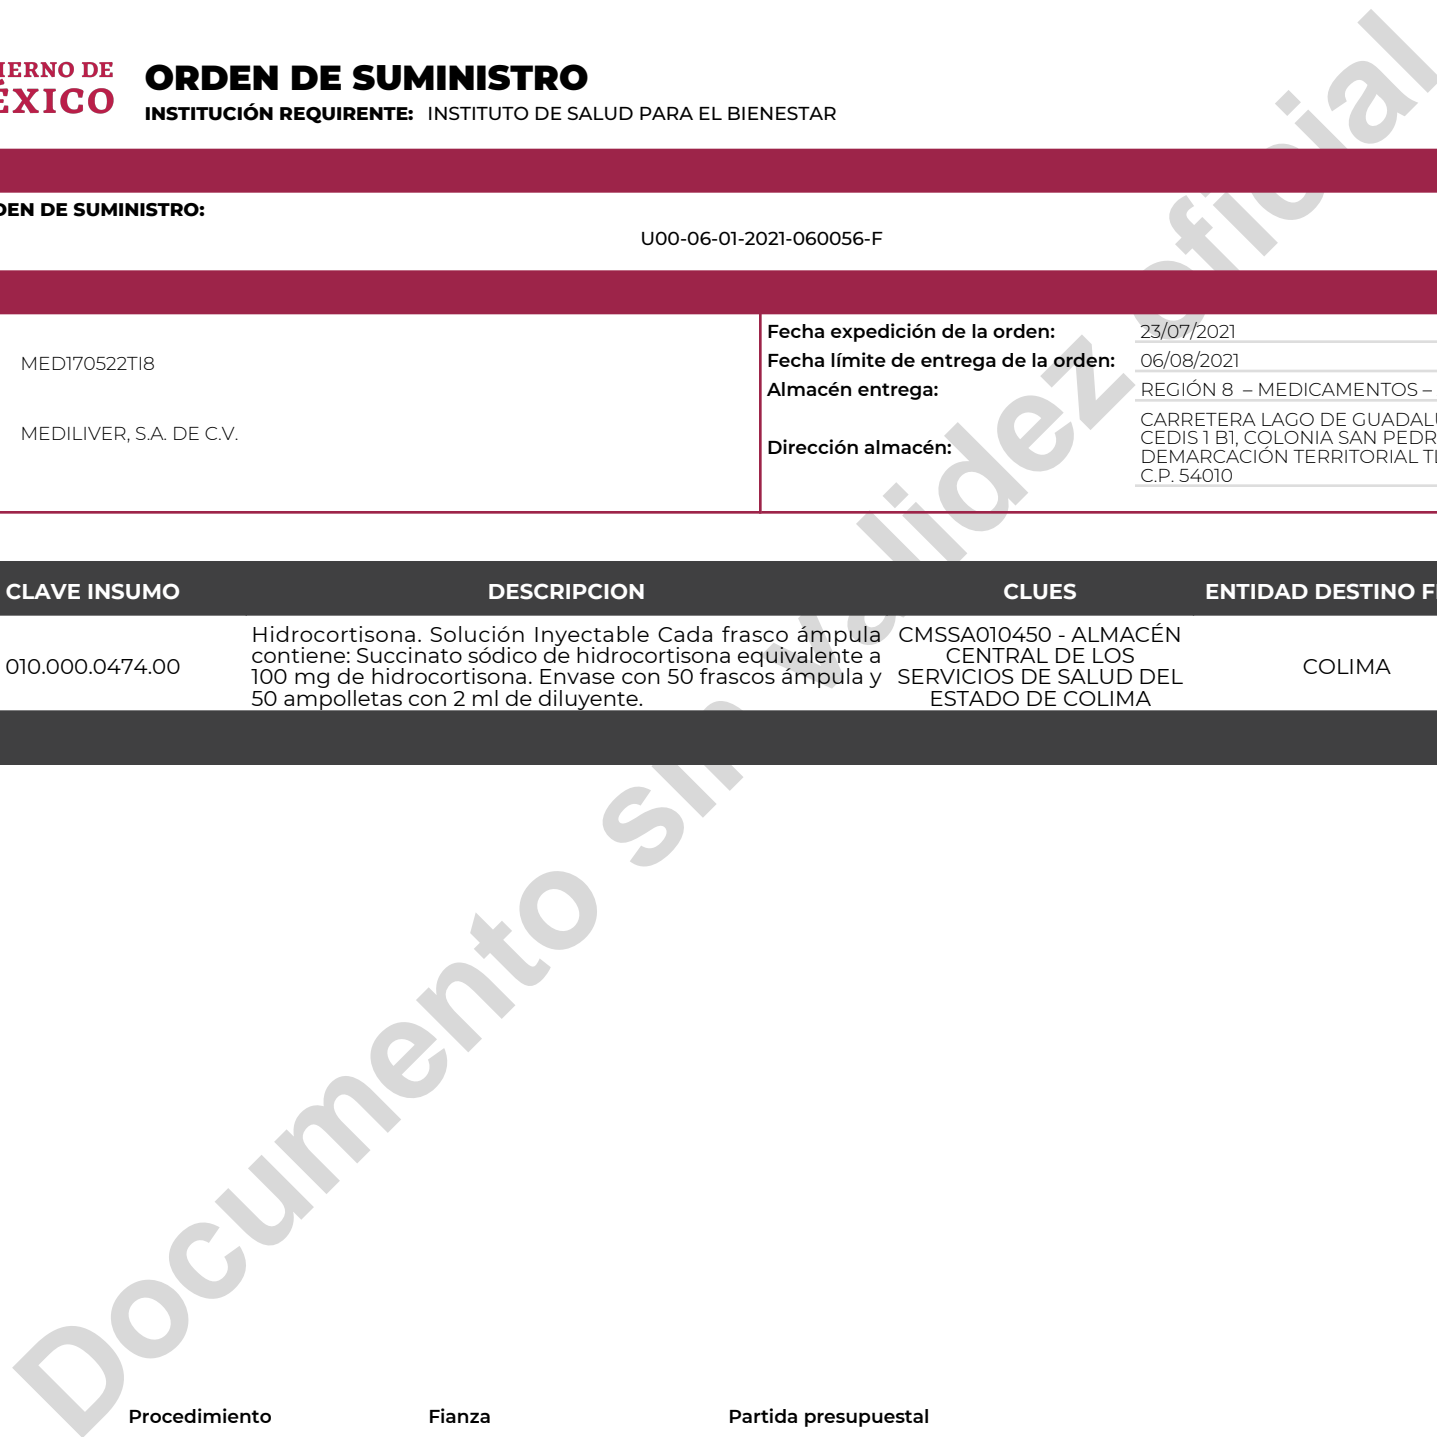 IERNO DE
ÉXICO
ORDEN DE SUMINISTRO
INSTITUCIÓN REQUIRENTE: INSTITUTO DE SALUD PARA EL BIENESTAR
DEN DE SUMINISTRO:
U00-06-01-2021-060056-F
MED170522TI8
MEDILIVER, S.A. DE C.V.
Fecha expedición de la orden: 23/07/2021
Fecha límite de entrega de la orden: 06/08/2021
Almacén entrega: REGIÓN 8 – MEDICAMENTOS –
Dirección almacén:
CARRETERA LAGO DE GUADALU
CEDIS 1 B1, COLONIA SAN PEDR
DEMARCACIÓN TERRITORIAL TL
C.P. 54010
CLAVE INSUMO DESCRIPCION CLUES ENTIDAD DESTINO FI
010.000.0474.00
Hidrocortisona. Solución Inyectable Cada frasco ámpula
contiene: Succinato sódico de hidrocortisona equivalente a
100 mg de hidrocortisona. Envase con 50 frascos ámpula y
50 ampolletas con 2 ml de diluyente.
CMSSA010450 - ALMACÉN
CENTRAL DE LOS
SERVICIOS DE SALUD DEL
ESTADO DE COLIMA
COLIMA
Documento sin validez oficial
Procedimiento Fianza Partida presupuestal